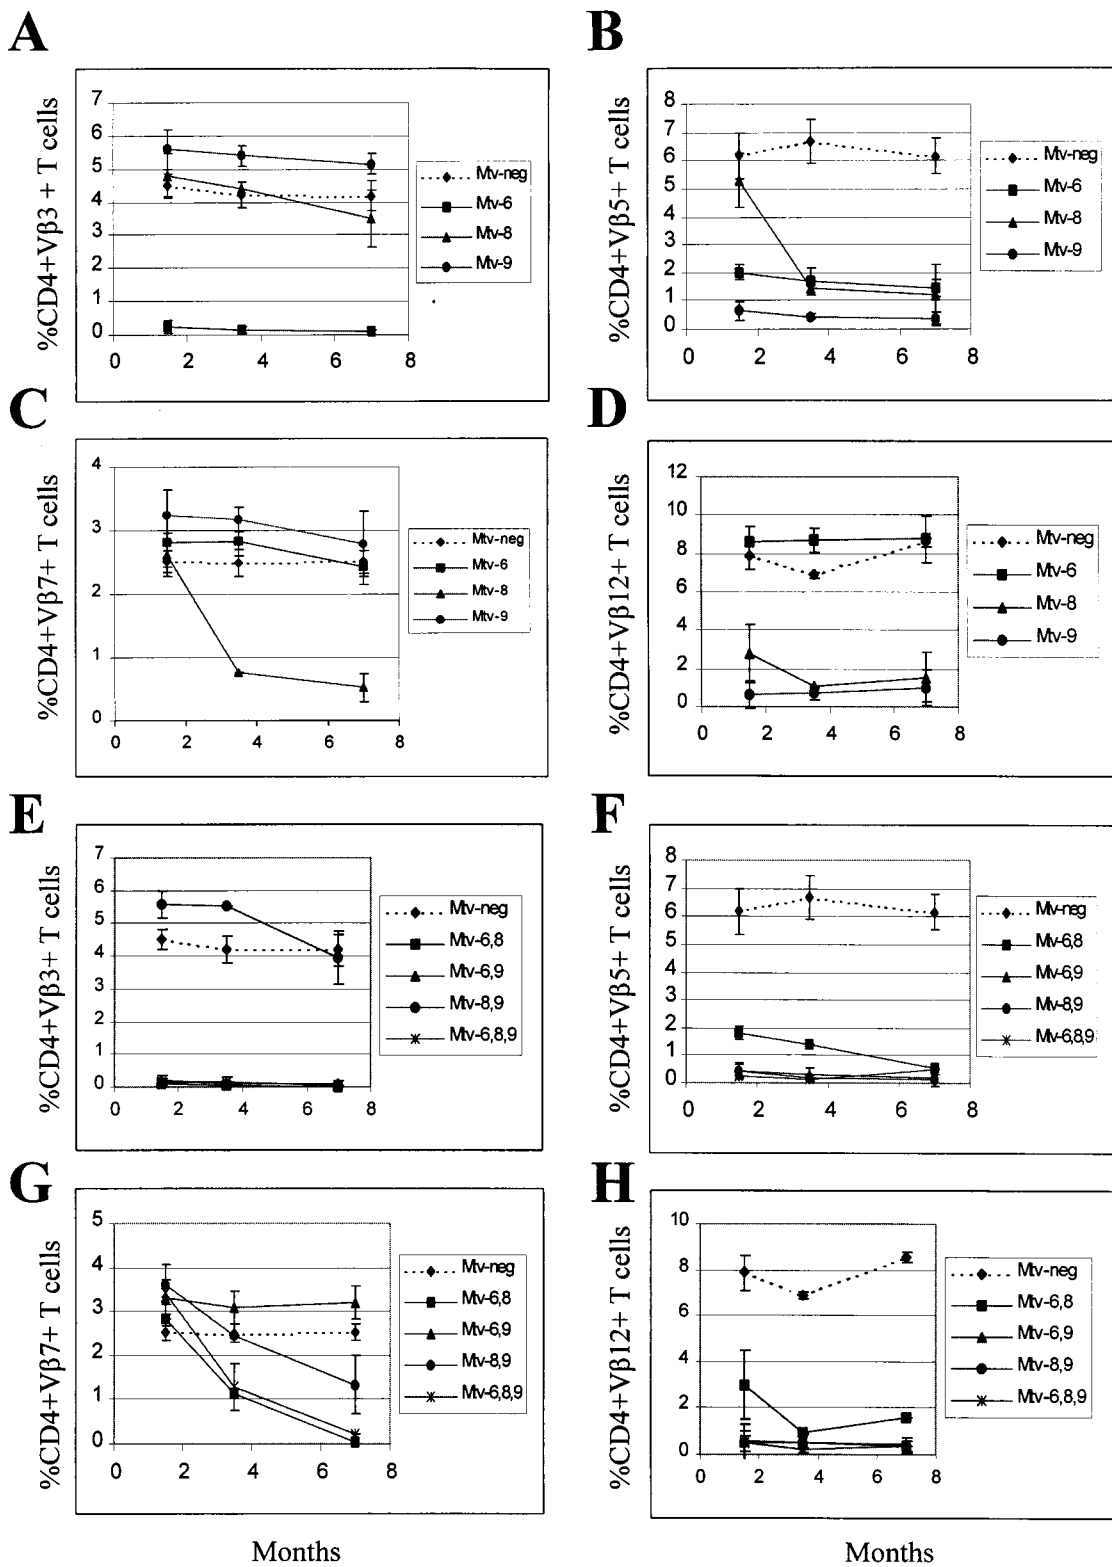 A
%CD4+Vβ3 + T cells
7
6
5
4
3
2
1
0
0 2 4 6 8
Mtv-neg
Mtv-6
Mtv-8
Mtv-9
B
%CD4+Vβ5+ T cells
8
7
6
5
4
3
2
1
0
0 2 4 6 8
Mtv-neg
Mtv-6
Mtv-8
Mtv-9
C
%CD4+Vβ7+ T cells
4
3
2
1
0
0 2 4 6 8
Mtv-neg
Mtv-6
Mtv-8
Mtv-9
D
%CD4+Vβ12+ T cells
12
10
8
6
4
2
0
0 2 4 6 8
Mtv-neg
Mtv-6
Mtv-8
Mtv-9
E
%CD4+Vβ3+ T cells
7
6
5
4
3
2
1
0
0 2 4 6 8
Mtv-neg
Mtv-6,8
Mtv-6,9
Mtv-8,9
Mtv-6,8,9
F
%CD4+Vβ5+ T cells
8
7
6
5
4
3
2
1
0
0 2 4 6 8
Mtv-neg
Mtv-6,8
Mtv-6,9
Mtv-8,9
Mtv-6,8,9
G
%CD4+Vβ7+ T cells
5
4
3
2
1
0
0 2 4 6 8
Mtv-neg
Mtv-6,8
Mtv-6,9
Mtv-8,9
Mtv-6,8,9
Months
H
%CD4+Vβ12+ T cells
10
8
6
4
2
0
0 2 4 6 8
Mtv-neg
Mtv-6,8
Mtv-6,9
Mtv-8,9
Mtv-6,8,9
Months